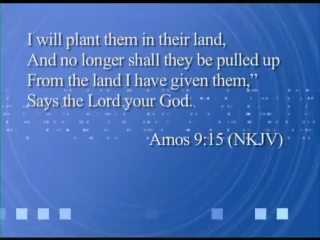 I will plant them in their land,
And no longer shall they be pulled up
From the land I have given them,”
Says the Lord your God.
Amos 9:15 (NKJV)